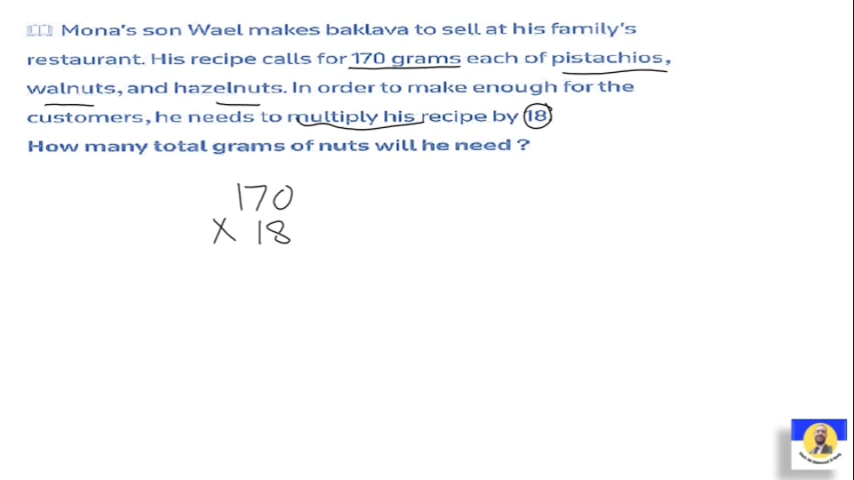 Mona's son Wael makes baklava to sell at his family's
restaurant. His recipe calls for 170 grams each of pistachios,
walnuts, and hazelnuts. In order to make enough for the
customers, he needs to multiply his recipe by 18
How many total grams of nuts will he need ?
170
X 18